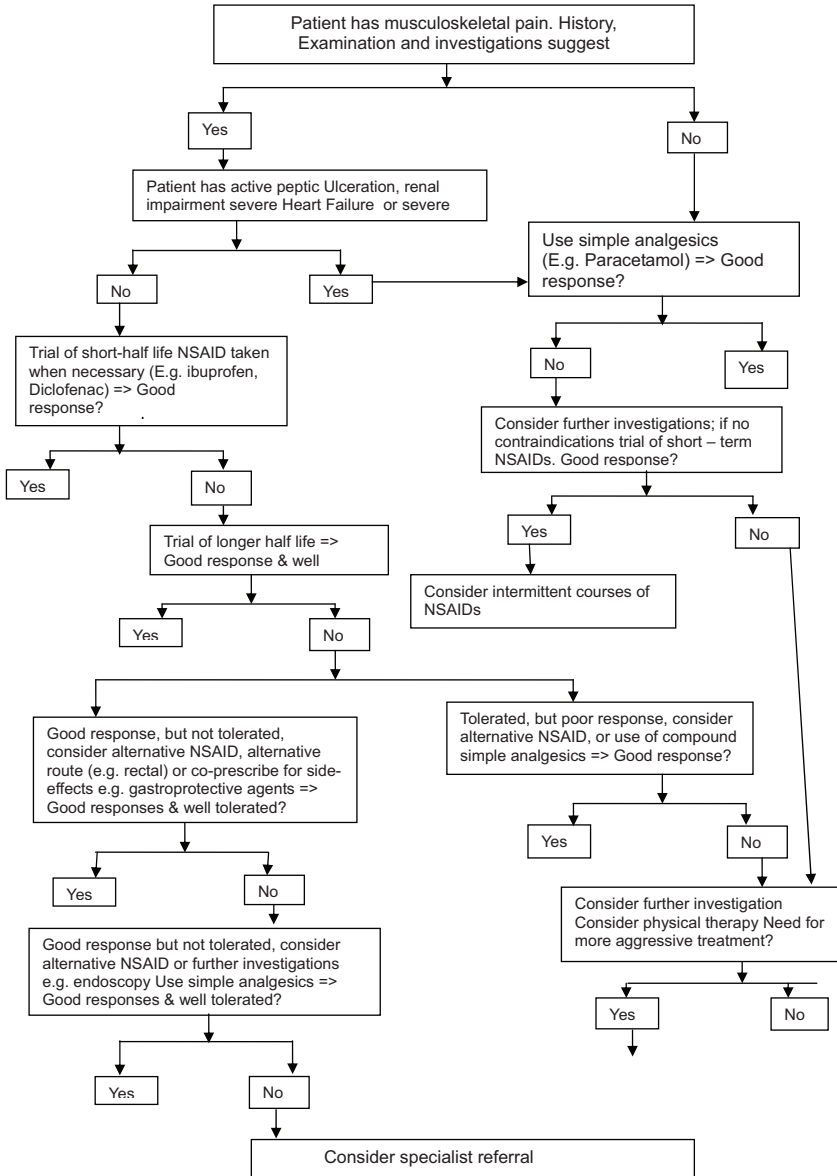 Patient has musculoskeletal pain. History,
Examination and investigations suggest
Yes
No
Patient has active peptic Ulceration, renal
impairment severe Heart Failure or severe
No
Yes
Use simple analgesics
(E.g. Paracetamol) => Good
response?
Trial of short-half life NSAID taken
when necessary (E.g. ibuprofen,
Diclofenac) => Good
response?
.
No
Yes
Yes
No
Consider further investigations; if no
contraindications trial of short – term
NSAIDs. Good response?
Trial of longer half life =>
Good response & well
Yes
No
Consider intermittent courses of
NSAIDs
Yes
No
Good response, but not tolerated,
consider alternative NSAID, alternative
route (e.g. rectal) or co-prescribe for side-
effects e.g. gastroprotective agents =>
Good responses & well tolerated?
Tolerated, but poor response, consider
alternative NSAID, or use of compound
simple analgesics => Good response?
Yes
No
Yes
No
Consider further investigation
Consider physical therapy Need for
more aggressive treatment?
Good response but not tolerated, consider
alternative NSAID or further investigations
e.g. endoscopy Use simple analgesics =>
Good responses & well tolerated?
Yes
No
Yes
No
Consider specialist referral